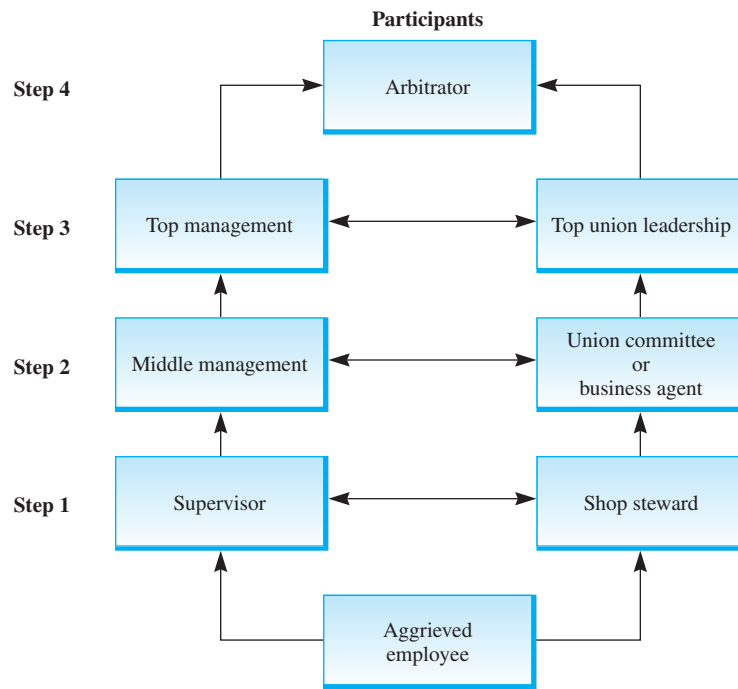 Participants
Step 4
Arbitrator
Step 3
Top management
Top union leadership
Step 2
Middle management
Union committee
or
business agent
Step 1
Supervisor
Shop steward
Aggrieved
employee